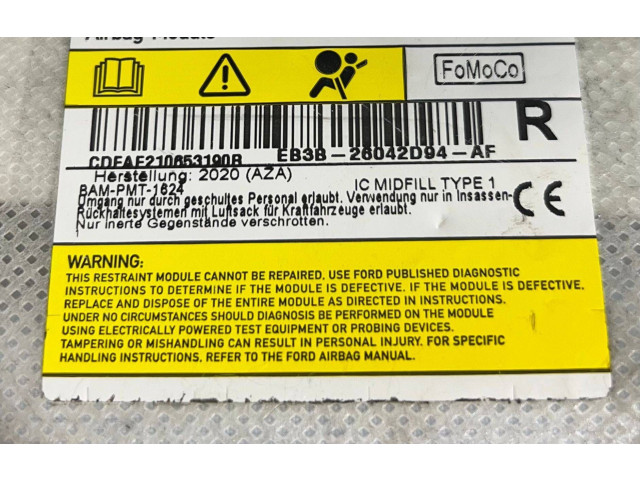 Airbag Module
FoMoCo
R
CDEAE210653190R EB3B-26042D94-AF
Herstellung: 2020 (AZA)
BAM-PMT-1624 IC MIDFILL TYPE 1
Umgang nur durch geschultes Personal erlaubt. Verwendung nur in Insassen-
Rückhaltesystemen mit Luftsack für Kraftfahrzeuge erlaubt.
Nur inerte Gegenstände verschrotten.
CE
WARNING:
THIS RESTRAINT MODULE CANNOT BE REPAIRED, USE FORD PUBLISHED DIAGNOSTIC
INSTRUCTIONS TO DETERMINE IF THE MODULE IS DEFECTIVE. IF THE MODULE IS DEFECTIVE,
REPLACE AND DISPOSE OF THE ENTIRE MODULE AS DIRECTED IN INSTRUCTIONS.
UNDER NO CIRCUMSTANCES SHOULD DIAGNOSIS BE PERFORMED ON THE MODULE
USING ELECTRICALLY POWERED TEST EQUIPMENT OR PROBING DEVICES.
TAMPERING OR MISHANDLING CAN RESULT IN PERSONAL INJURY. FOR SPECIFIC
HANDLING INSTRUCTIONS, REFER TO THE FORD AIRBAG MANUAL.